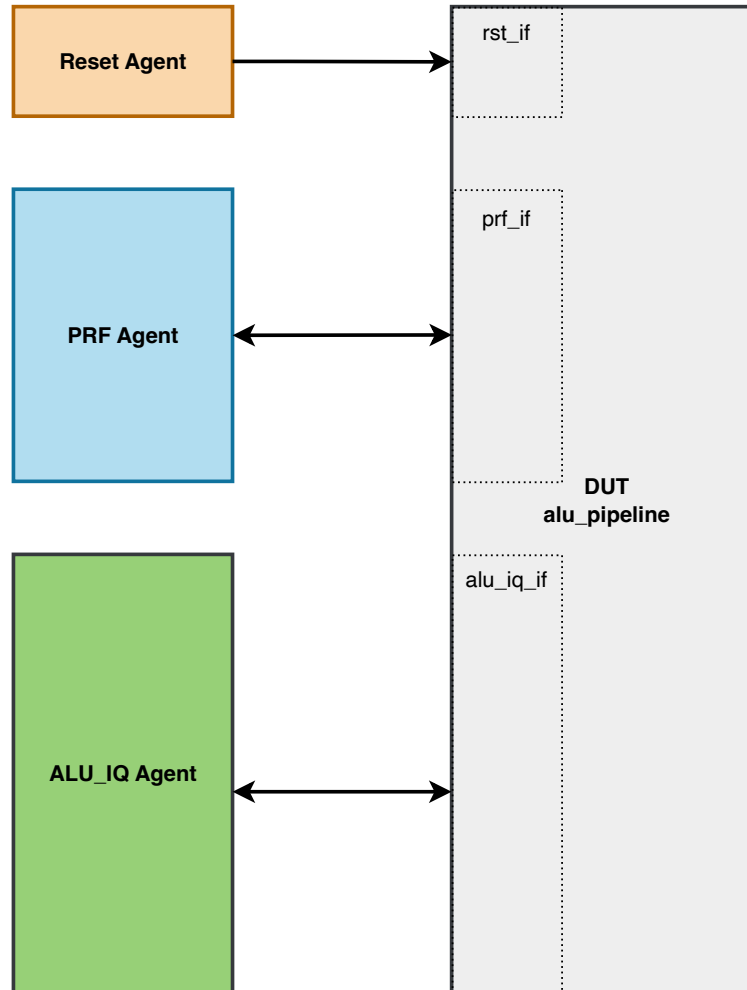 Reset Agent
rst_if
PRF Agent
prf_if
DUT
alu_pipeline
ALU_IQ Agent
alu_iq_if